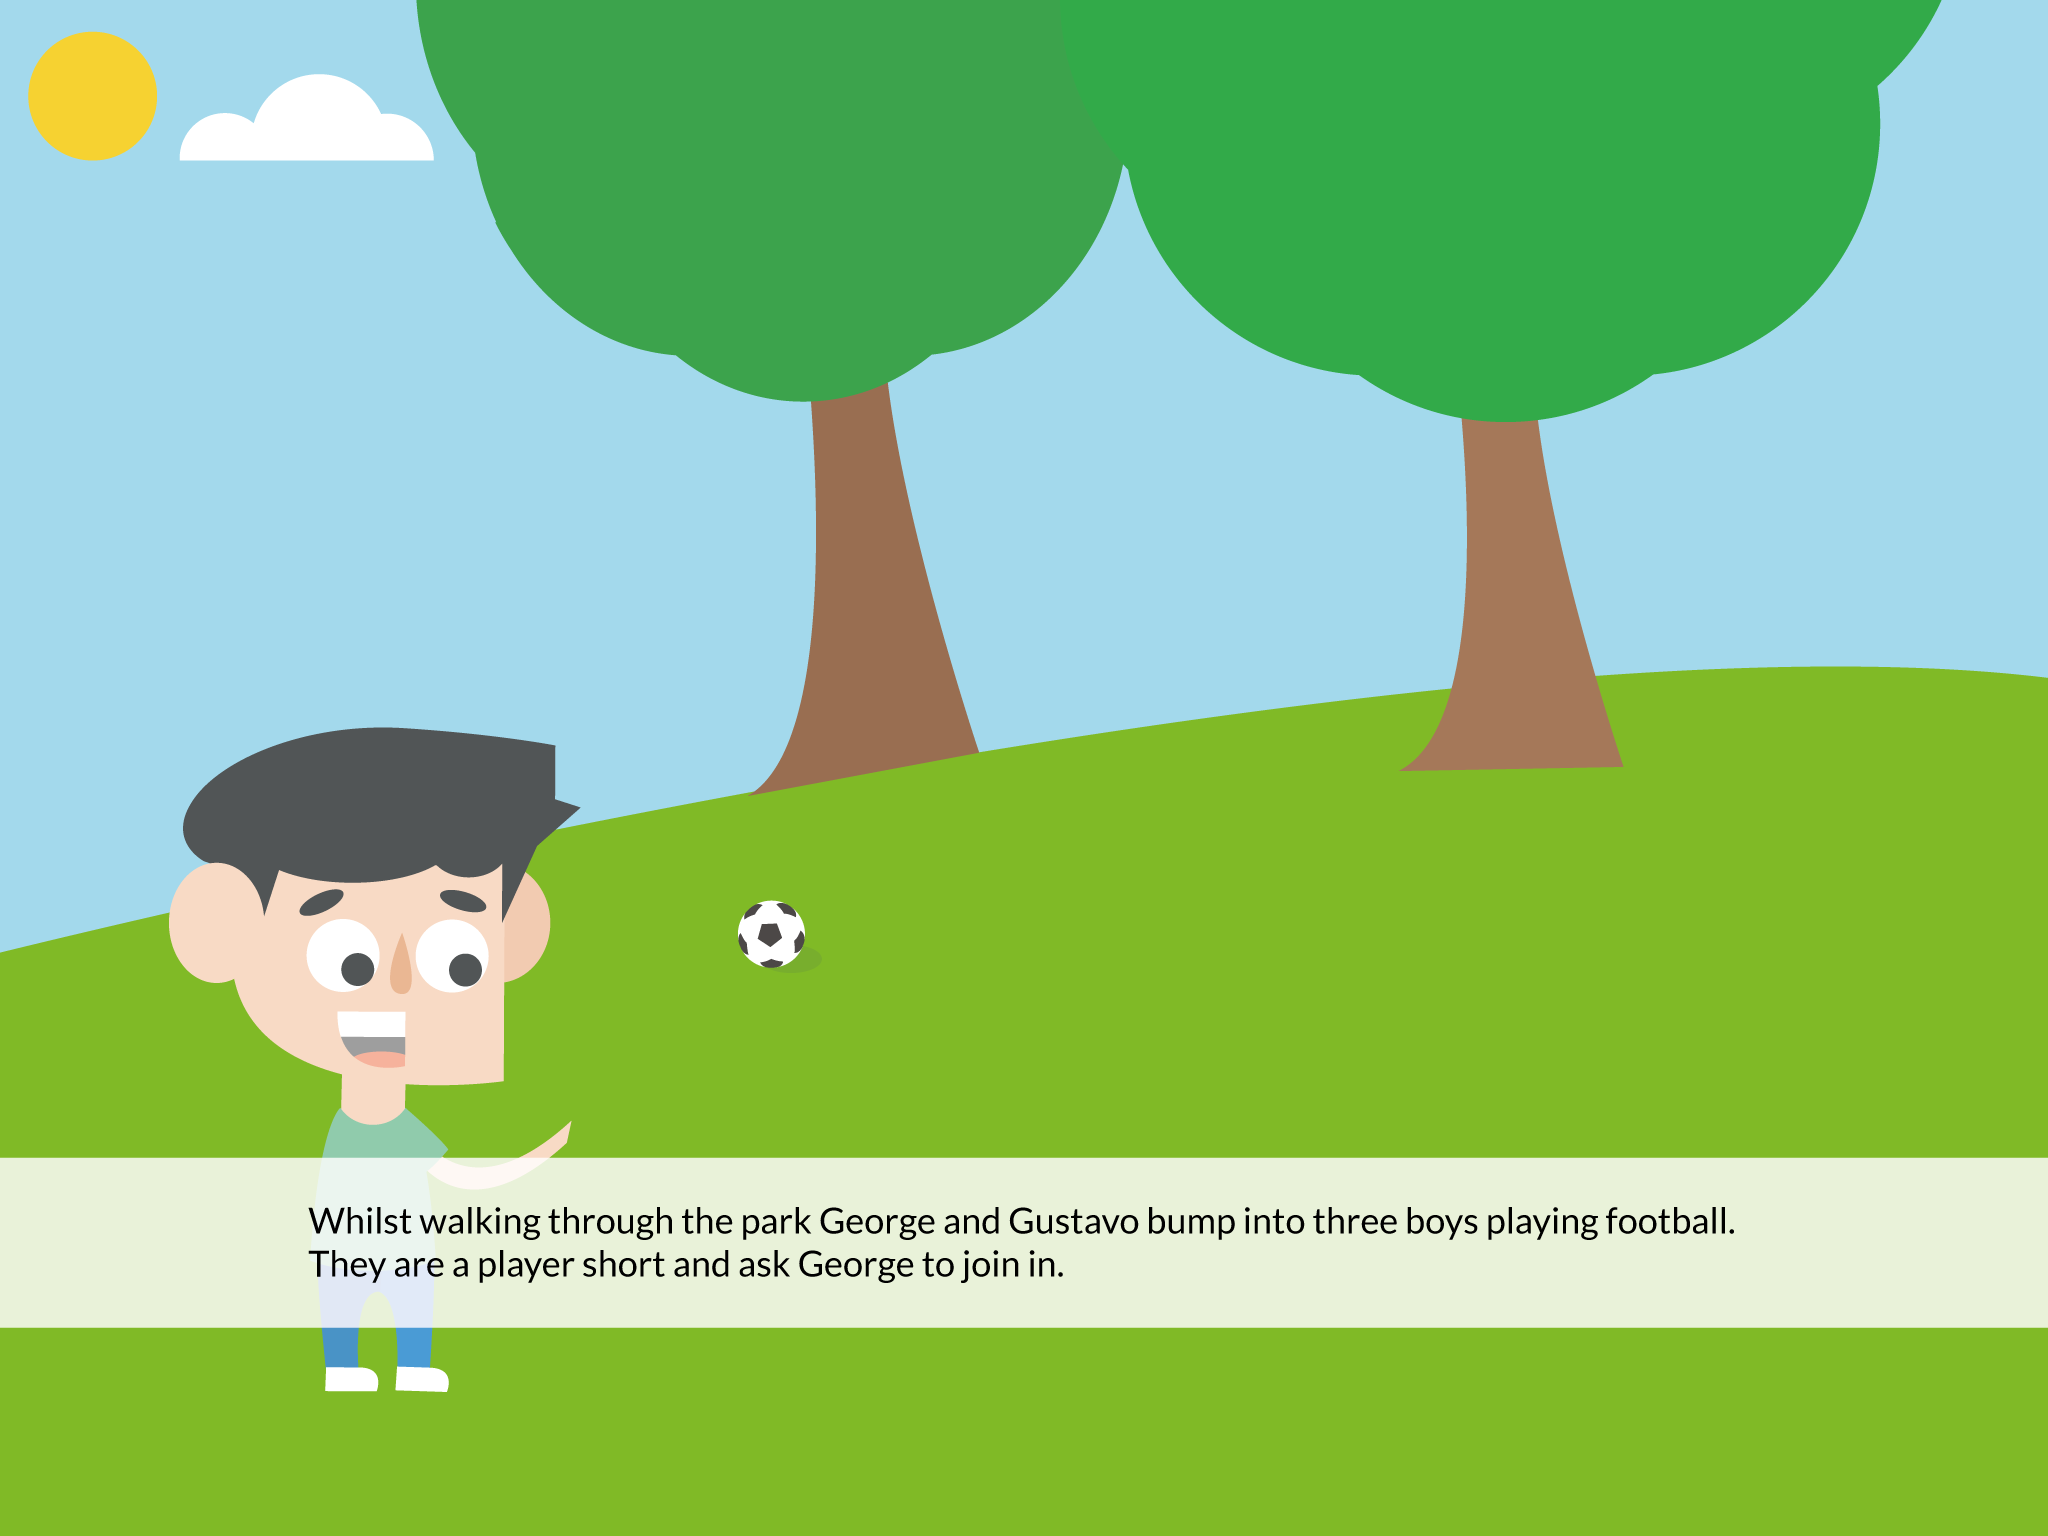 Whilst walking through the park George and Gustavo bump into three boys playing football.
They are a player short and ask George to join in.